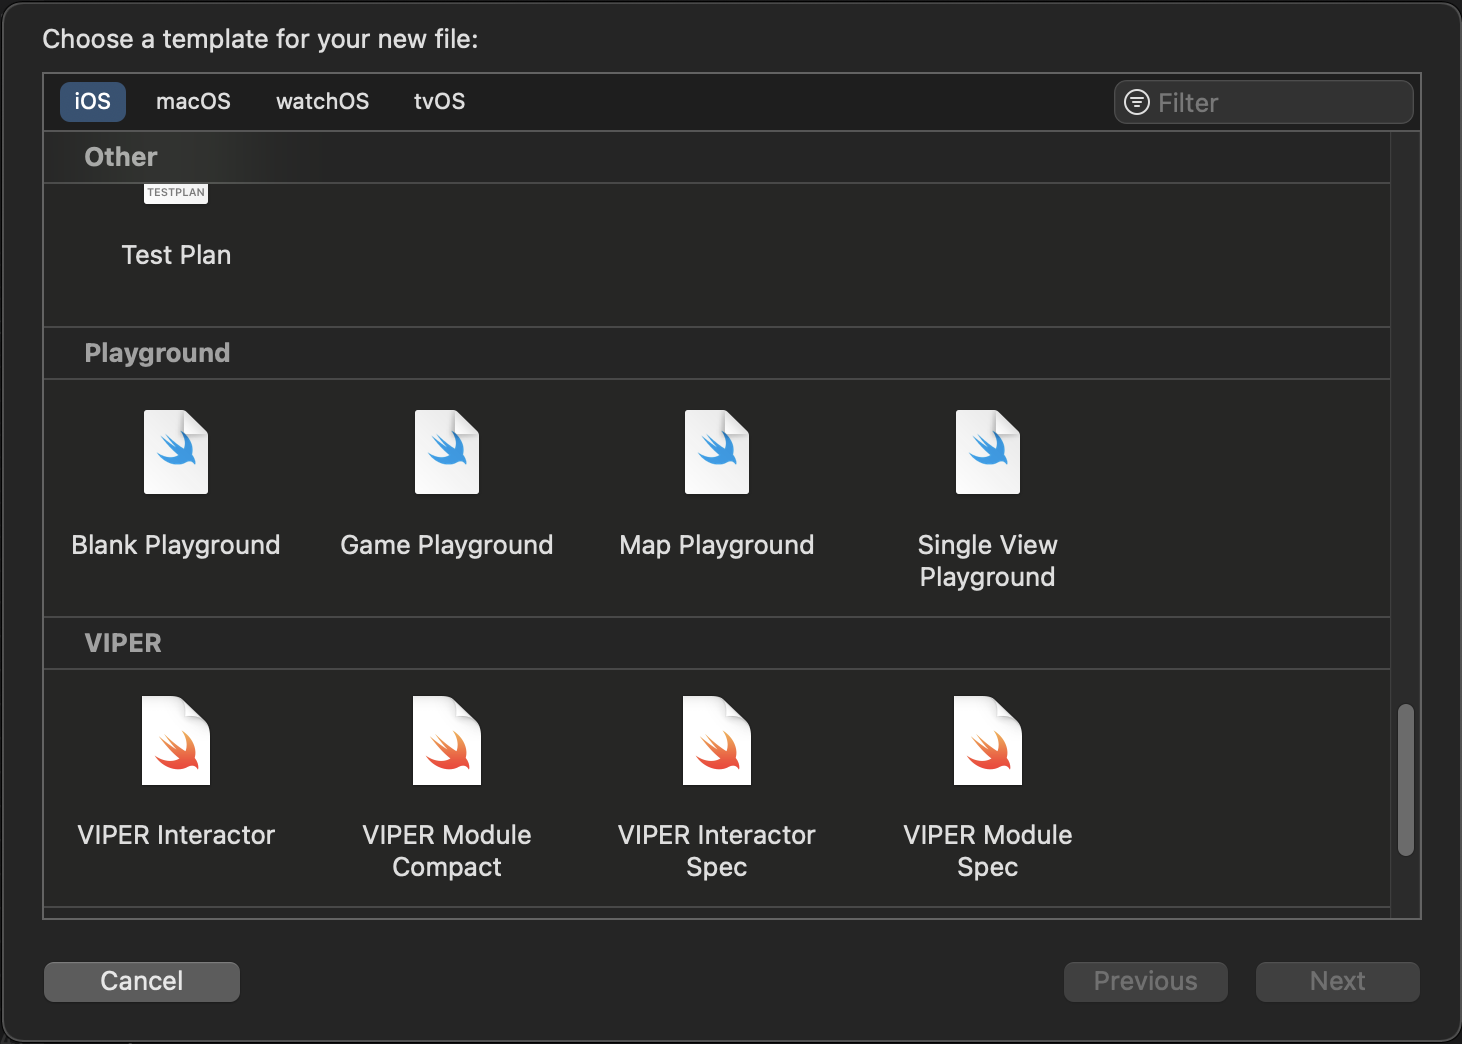 Choose a template for your new file:
iOS macOS watchOS tvOS Filter
Other
TESTPLAN
Test Plan
Playground
Blank Playground
Game Playground
Map Playground
Single View
Playground
VIPER
VIPER Interactor
VIPER Module
Compact
VIPER Interactor
Spec
VIPER Module
Spec
Cancel Previous Next